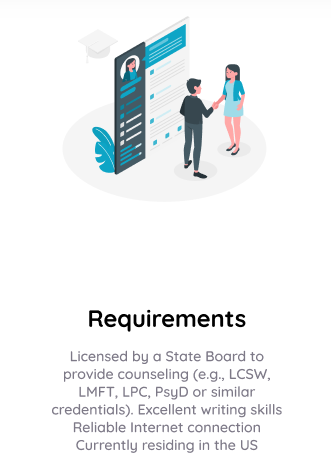 Requirements
Licensed by a State Board to
provide counseling (e.g., LCSW,
LMFT, LPC, PsyD or similar
credentials). Excellent writing skills
Reliable Internet connection
Currently residing in the US